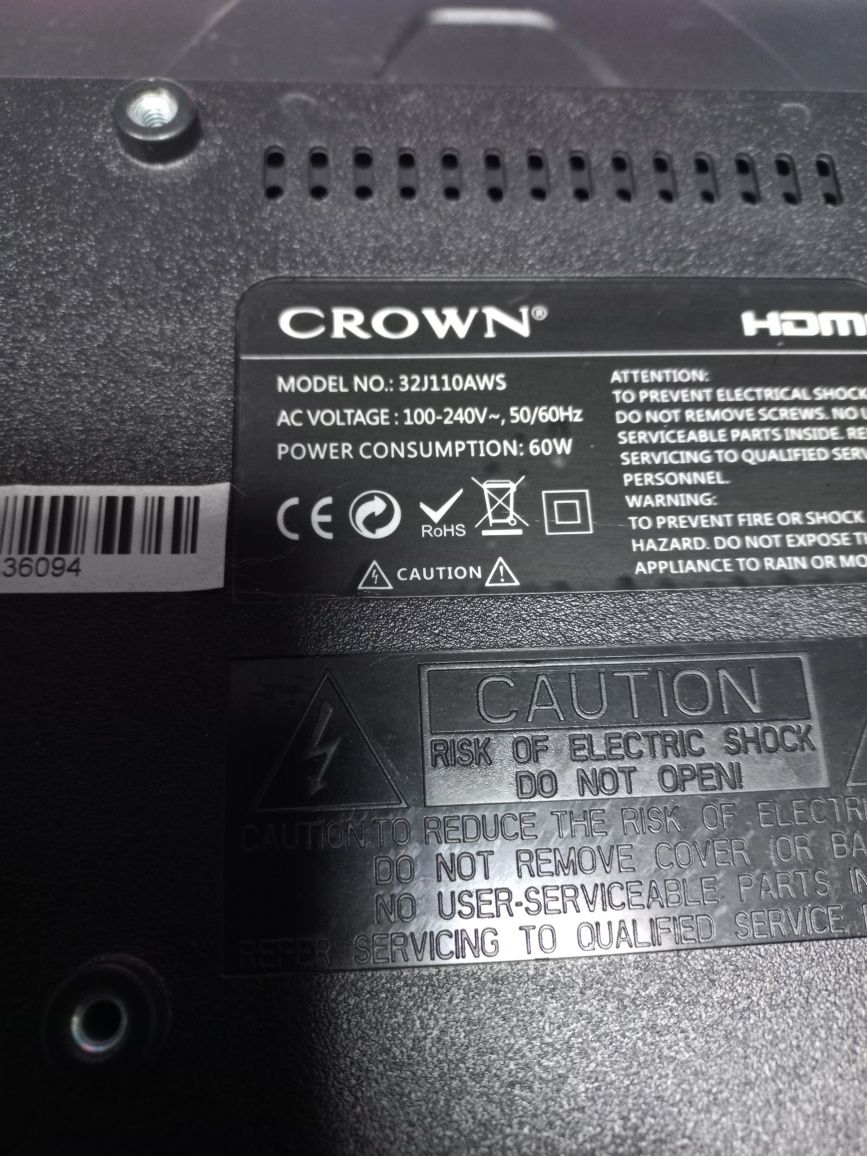 CROWN®
HDMI
MODEL NO.: 32J110AWS
AC VOLTAGE : 100-240V~, 50/60Hz
POWER CONSUMPTION: 60W
CE
RoHS
CAUTION
ATTENTION:
TO PREVENT ELECTRICAL SHOCK
DO NOT REMOVE SCREWS. NO
SERVICEABLE PARTS INSIDE.
SERVICING TO QUALIFIED
PERSONNEL.
WARNING:
TO PREVENT FIRE OR SHOCK
HAZARD. DO NOT EXPOSE
APPLIANCE TO RAIN OR
36094
CAUTION
RISK OF ELECTRIC SHOCK
DO NOT OPEN!
CAUTION:TO REDUCE THE RISK OF
DO NOT REMOVE COVER (OR
NO USER-SERVICEABLE PARTS
REFER SERVICING TO QUALIFIED SERVICE